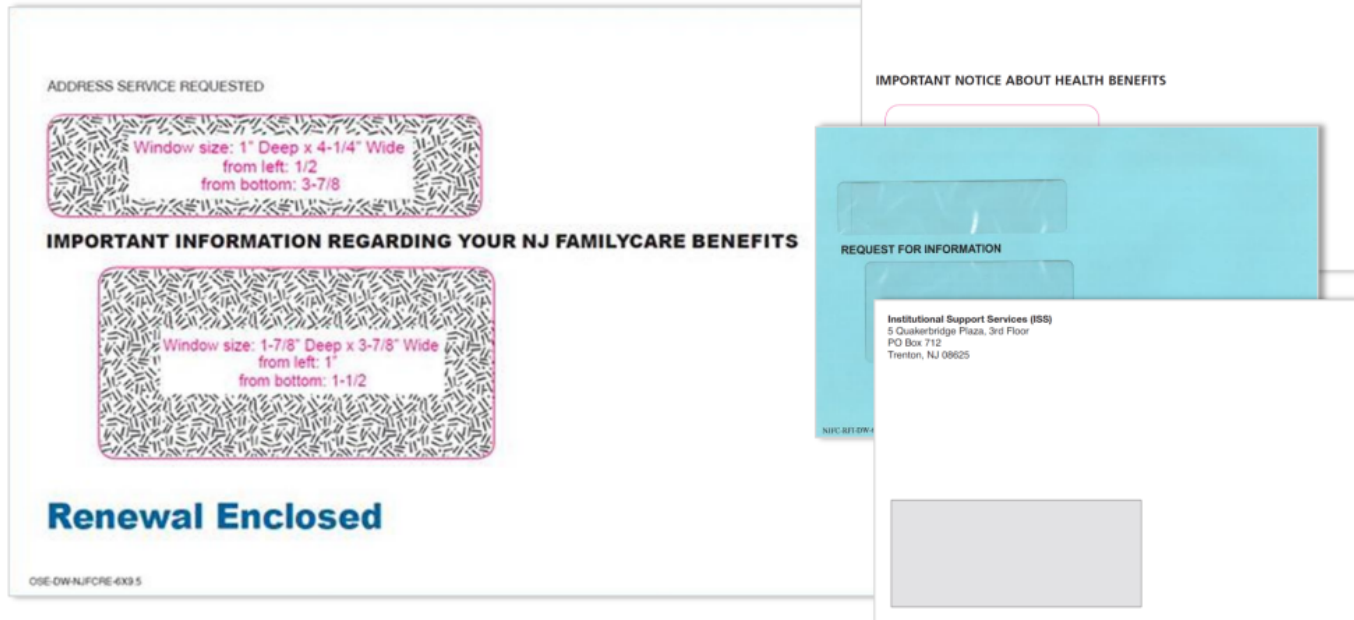 ADDRESS SERVICE REQUESTED
Window size: 1" Deep x 4-1/4" Wide
from left: 1/2
from bottom: 3-7/8
IMPORTANT INFORMATION REGARDING YOUR NJ FAMILYCARE BENEFITS
Window size: 1-7/8" Deep x 3-7/8" Wide
from left: 1"
from bottom: 1-1/2
Renewal Enclosed
OSE-DW-NJFCRE-6X9.5
IMPORTANT NOTICE ABOUT HEALTH BENEFITS
REQUEST FOR INFORMATION
NJFC-RFI-DW-
Institutional Support Services (ISS)
5 Quakerbridge Plaza, 3rd Floor
PO Box 712
Trenton, NJ 08625